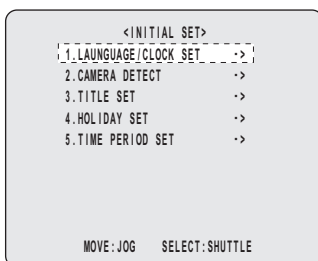 <INITIAL SET>
1.LAUNGUAGE/CLOCK SET ->
2.CAMERA DETECT ->
3.TITLE SET ->
4.HOLIDAY SET ->
5.TIME PERIOD SET ->
MOVE:JOG SELECT:SHUTTLE